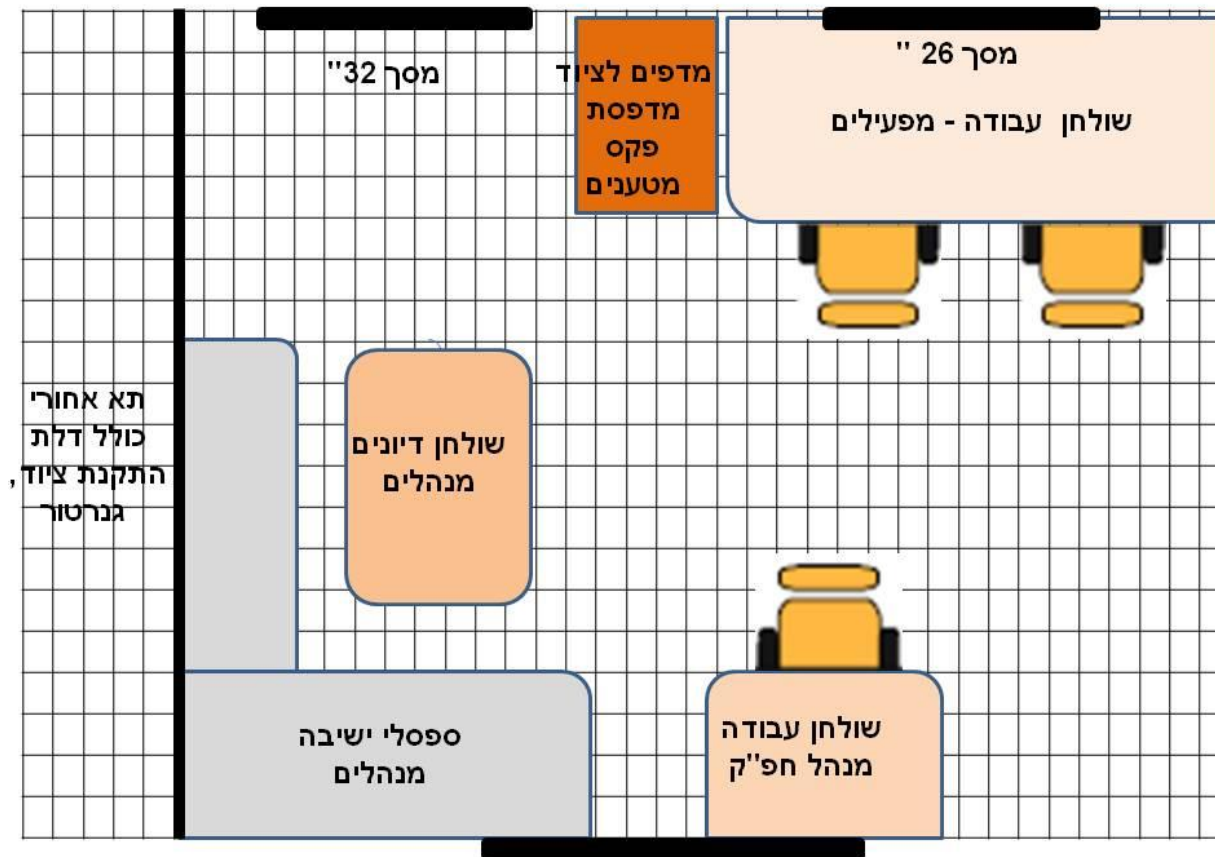 מסך 26 ''
שולחן עבודה - מפעילים
מדפים לציוד
מדפסת
פקס
מטענים
מסך 32''
תא אחורי
כולל דלת
התקנת ציוד,
גנרטור
שולחן דיונים
מנהלים
ספסלי ישיבה
מנהלים
שולחן עבודה
מנהל חפ''ק